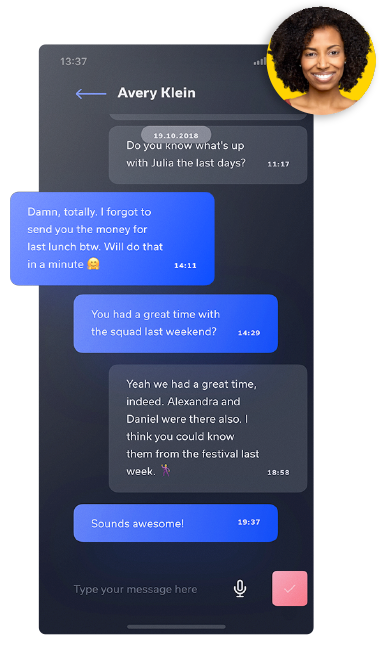 13:37
Avery Klein
19.10.2018
Do you know what's up
with Julia the last days?
11:17
Damn, totally. I forgot to
send you the money for
last lunch btw. Will do that
in a minute 🤗
14:11
You had a great time with
the squad last weekend?
14:29
Yeah we had a great time,
indeed. Alexandra and
Daniel were there also. I
think you could know
them from the festival last
week. 🕺
18:58
Sounds awesome!
19:37
Type your message here